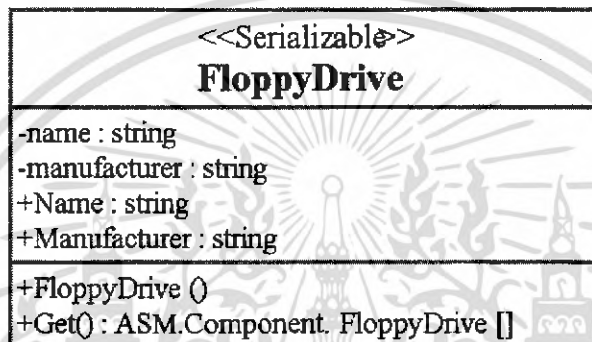 <<Serializable>>
FloppyDrive
-name : string
-manufacturer : string
+Name : string
+Manufacturer : string
+FloppyDrive ()
+Get() : ASM.Component. FloppyDrive []